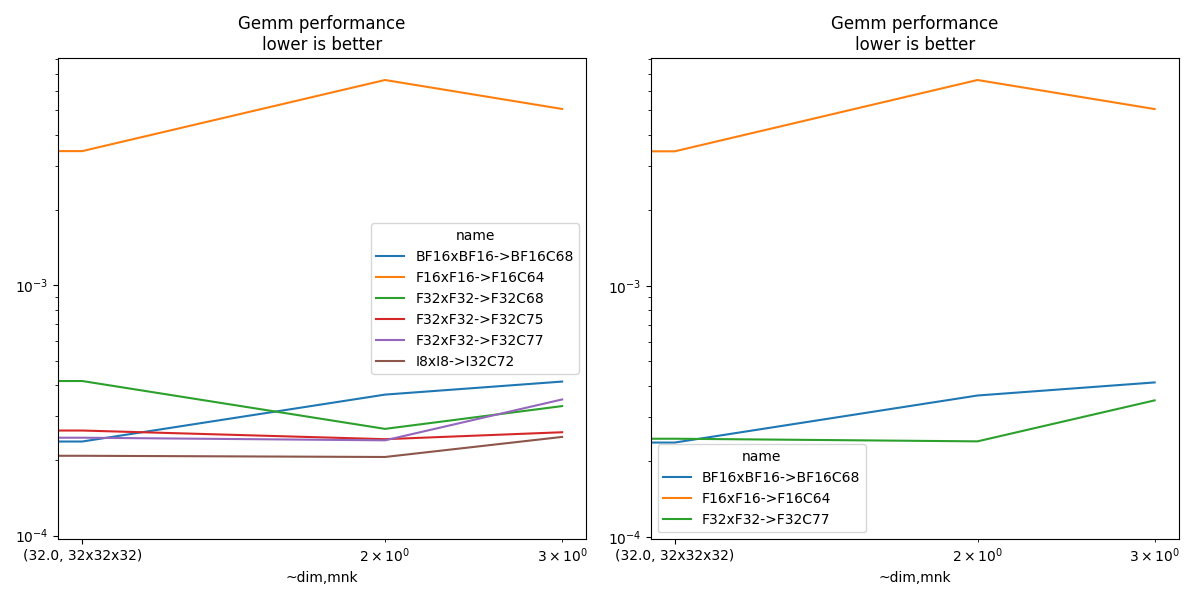 Gemm performance
lower is better
10⁻³
10⁻⁴
name
BF16xBF16->BF16C68
F16xF16->F16C64
F32xF32->F32C68
F32xF32->F32C75
F32xF32->F32C77
I8xI8->I32C72
(32.0, 32x32x32)
2 × 10⁰
3 × 10⁰
~dim,mnk
Gemm performance
lower is better
10⁻³
10⁻⁴
name
BF16xBF16->BF16C68
F16xF16->F16C64
F32xF32->F32C77
(32.0, 32x32x32)
2 × 10⁰
3 × 10⁰
~dim,mnk